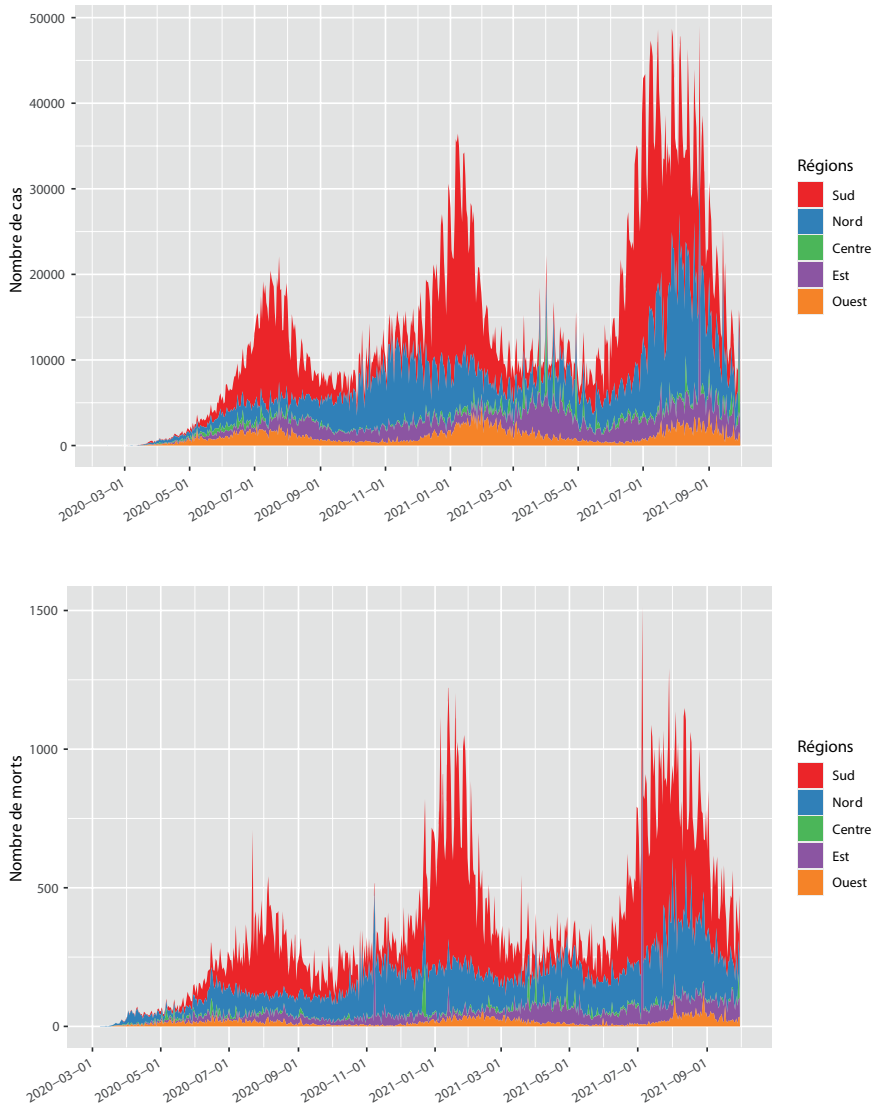 50000
40000
30000
20000
10000
0
Nombre de cas
2020–03–01
2020–05–01
2020–07–01
2020–09–01
2020–11–01
2021–01–01
2021–03–01
2021–05–01
2021–07–01
2021–09–01
Régions
Sud
Nord
Centre
Est
Ouest
1500
1000
500
0
Nombre de morts
2020–03–01
2020–05–01
2020–07–01
2020–09–01
2020–11–01
2021–01–01
2021–03–01
2021–05–01
2021–07–01
2021–09–01
Régions
Sud
Nord
Centre
Est
Ouest